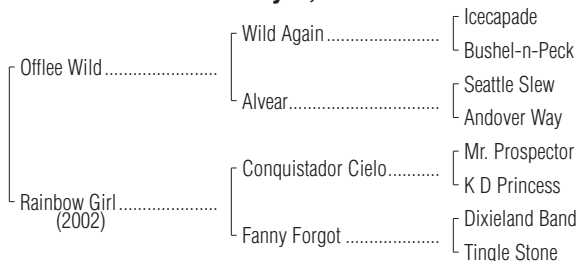 Icecapade
Wild Again
Bushel-n-Peck
Offlee Wild
Seattle Slew
Alvear
Andover Way
Mr. Prospector
Conquistador Cielo
K D Princess
Rainbow Girl
(2002)
Dixieland Band
Fanny Forgot
Tingle Stone